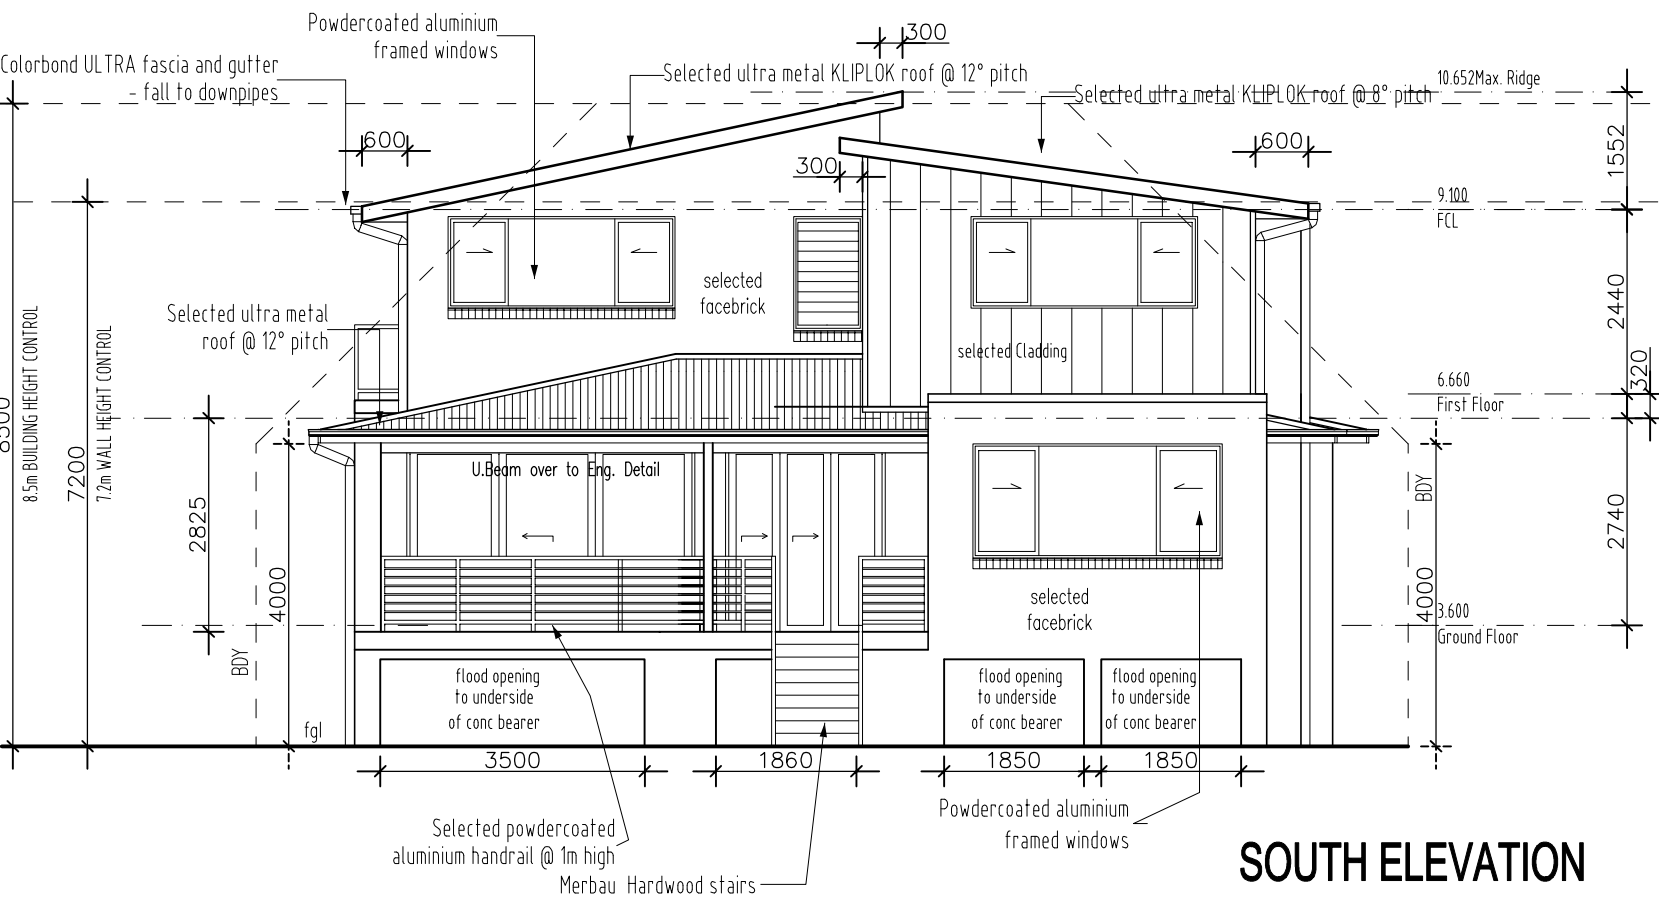 Powdercoated aluminium
framed windows
300
Colorbond ULTRA fascia and gutter
- fall to downpipes
Selected ultra metal KLIPLOK roof @ 12° pitch
Selected ultra metal KLIPLOK roof @ 8° pitch
10.652Max. Ridge
600
300
600
1552
9.100
FCL
selected
facebrick
2440
Selected ultra metal
roof @ 12° pitch
selected Cladding
320
6.660
First Floor
8500
8.5m BUILDING HEIGHT CONTROL
7200
7.2m WALL HEIGHT CONTROL
2825
4000
U.Beam over to Eng. Detail
BDY
2740
4000
3.600
Ground Floor
selected
facebrick
BDY
fgl
flood opening
to underside
of conc bearer
flood opening
to underside
of conc bearer
flood opening
to underside
of conc bearer
3500
1860
1850
1850
Powdercoated aluminium
framed windows
Selected powdercoated
aluminium handrail @ 1m high
Merbau Hardwood stairs
SOUTH ELEVATION